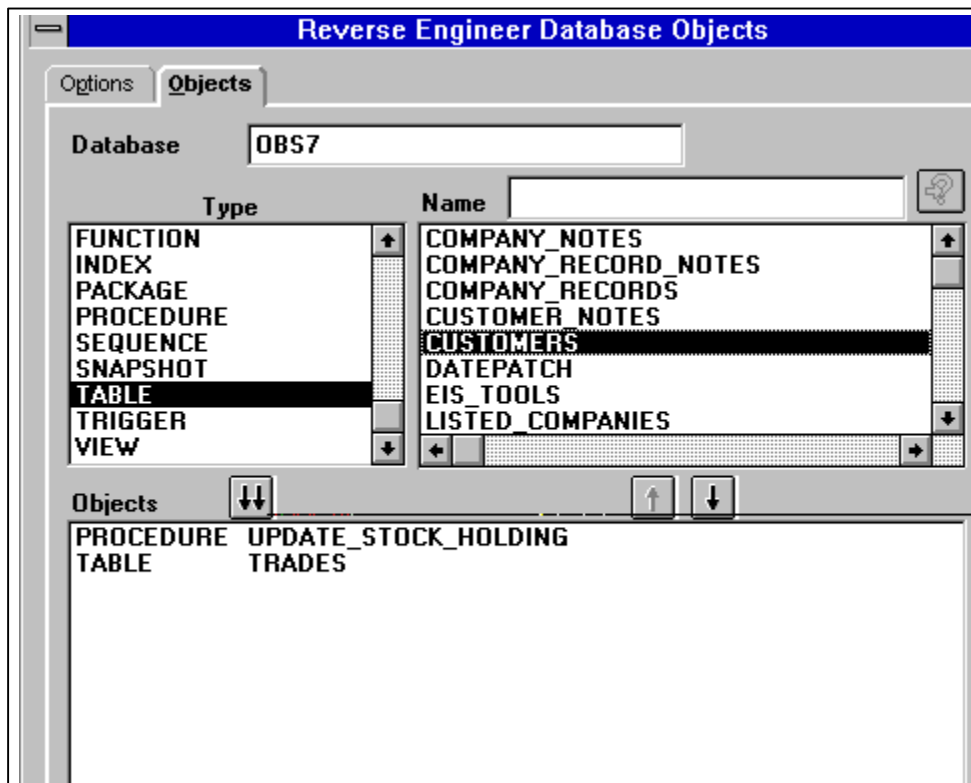 Reverse Engineer Database Objects
Options Objects
Database OBS7
Type
Name
FUNCTION
INDEX
PACKAGE
PROCEDURE
SEQUENCE
SNAPSHOT
TABLE
TRIGGER
VIEW
COMPANY_NOTES
COMPANY_RECORD_NOTES
COMPANY_RECORDS
CUSTOMER_NOTES
CUSTOMERS
DATEPATCH
EIS_TOOLS
LISTED_COMPANIES
Objects
PROCEDURE UPDATE_STOCK_HOLDING
TABLE TRADES